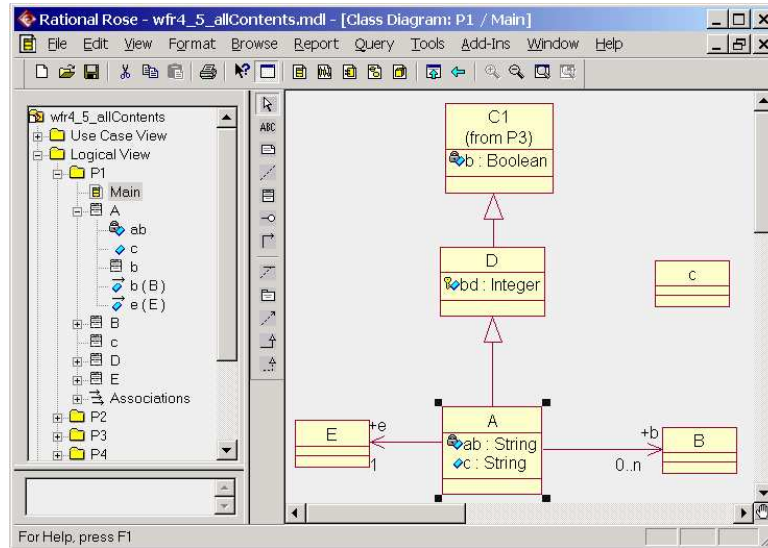 Rational Rose - wfr4_5_allContents.mdl - [Class Diagram: P1 / Main]
File Edit View Format Browse Report Query Tools Add-Ins Window Help
ABC
wfr4_5_allContents
Use Case View
Logical View
P1
Main
A
ab
c
b
b (B)
e (E)
B
c
D
E
Associations
P2
P3
P4
C1
(from P3)
b : Boolean
D
bd : Integer
c
E
+e
1
A
ab : String
c : String
+b
0..n
B
For Help, press F1